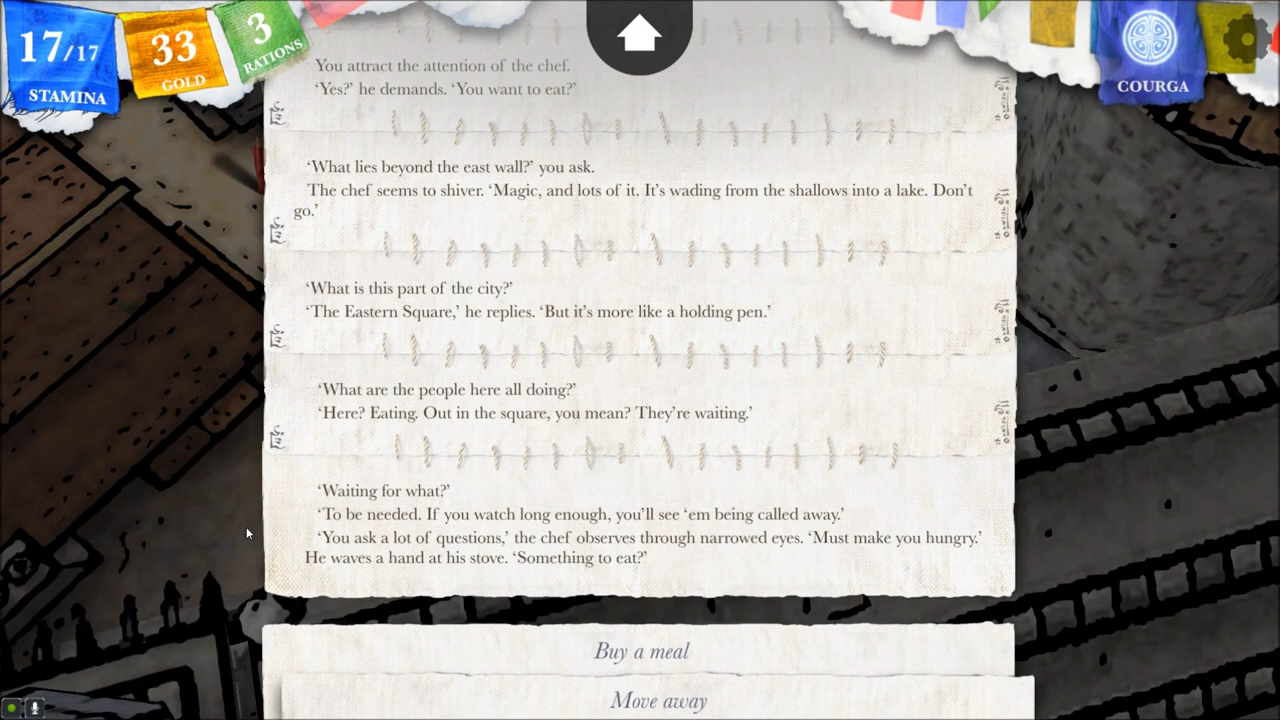 17/17
STAMINA
33
GOLD
3
RATIONS
COURGA
You attract the attention of the chef.
‘Yes?’ he demands. ‘You want to eat?’
‘What lies beyond the east wall?’ you ask.
The chef seems to shiver. ‘Magic, and lots of it. It’s wading from the shallows into a lake. Don’t
go.’
‘What is this part of the city?’
‘The Eastern Square,’ he replies. ‘But it’s more like a holding pen.’
‘What are the people here all doing?’
‘Here? Eating. Out in the square, you mean? They’re waiting.’
‘Waiting for what?’
‘To be needed. If you watch long enough, you’ll see ‘em being called away.’
‘You ask a lot of questions,’ the chef observes through narrowed eyes. ‘Must make you hungry.’
He waves a hand at his stove. ‘Something to eat?’
Buy a meal
Move away